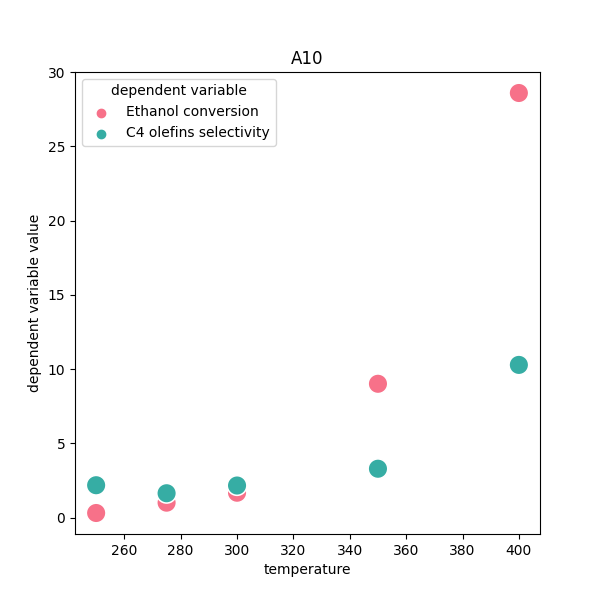 A10
dependent variable
Ethanol conversion
C4 olefins selectivity
30
25
20
15
10
5
0
dependent variable value
260 280 300 320 340 360 380 400
temperature